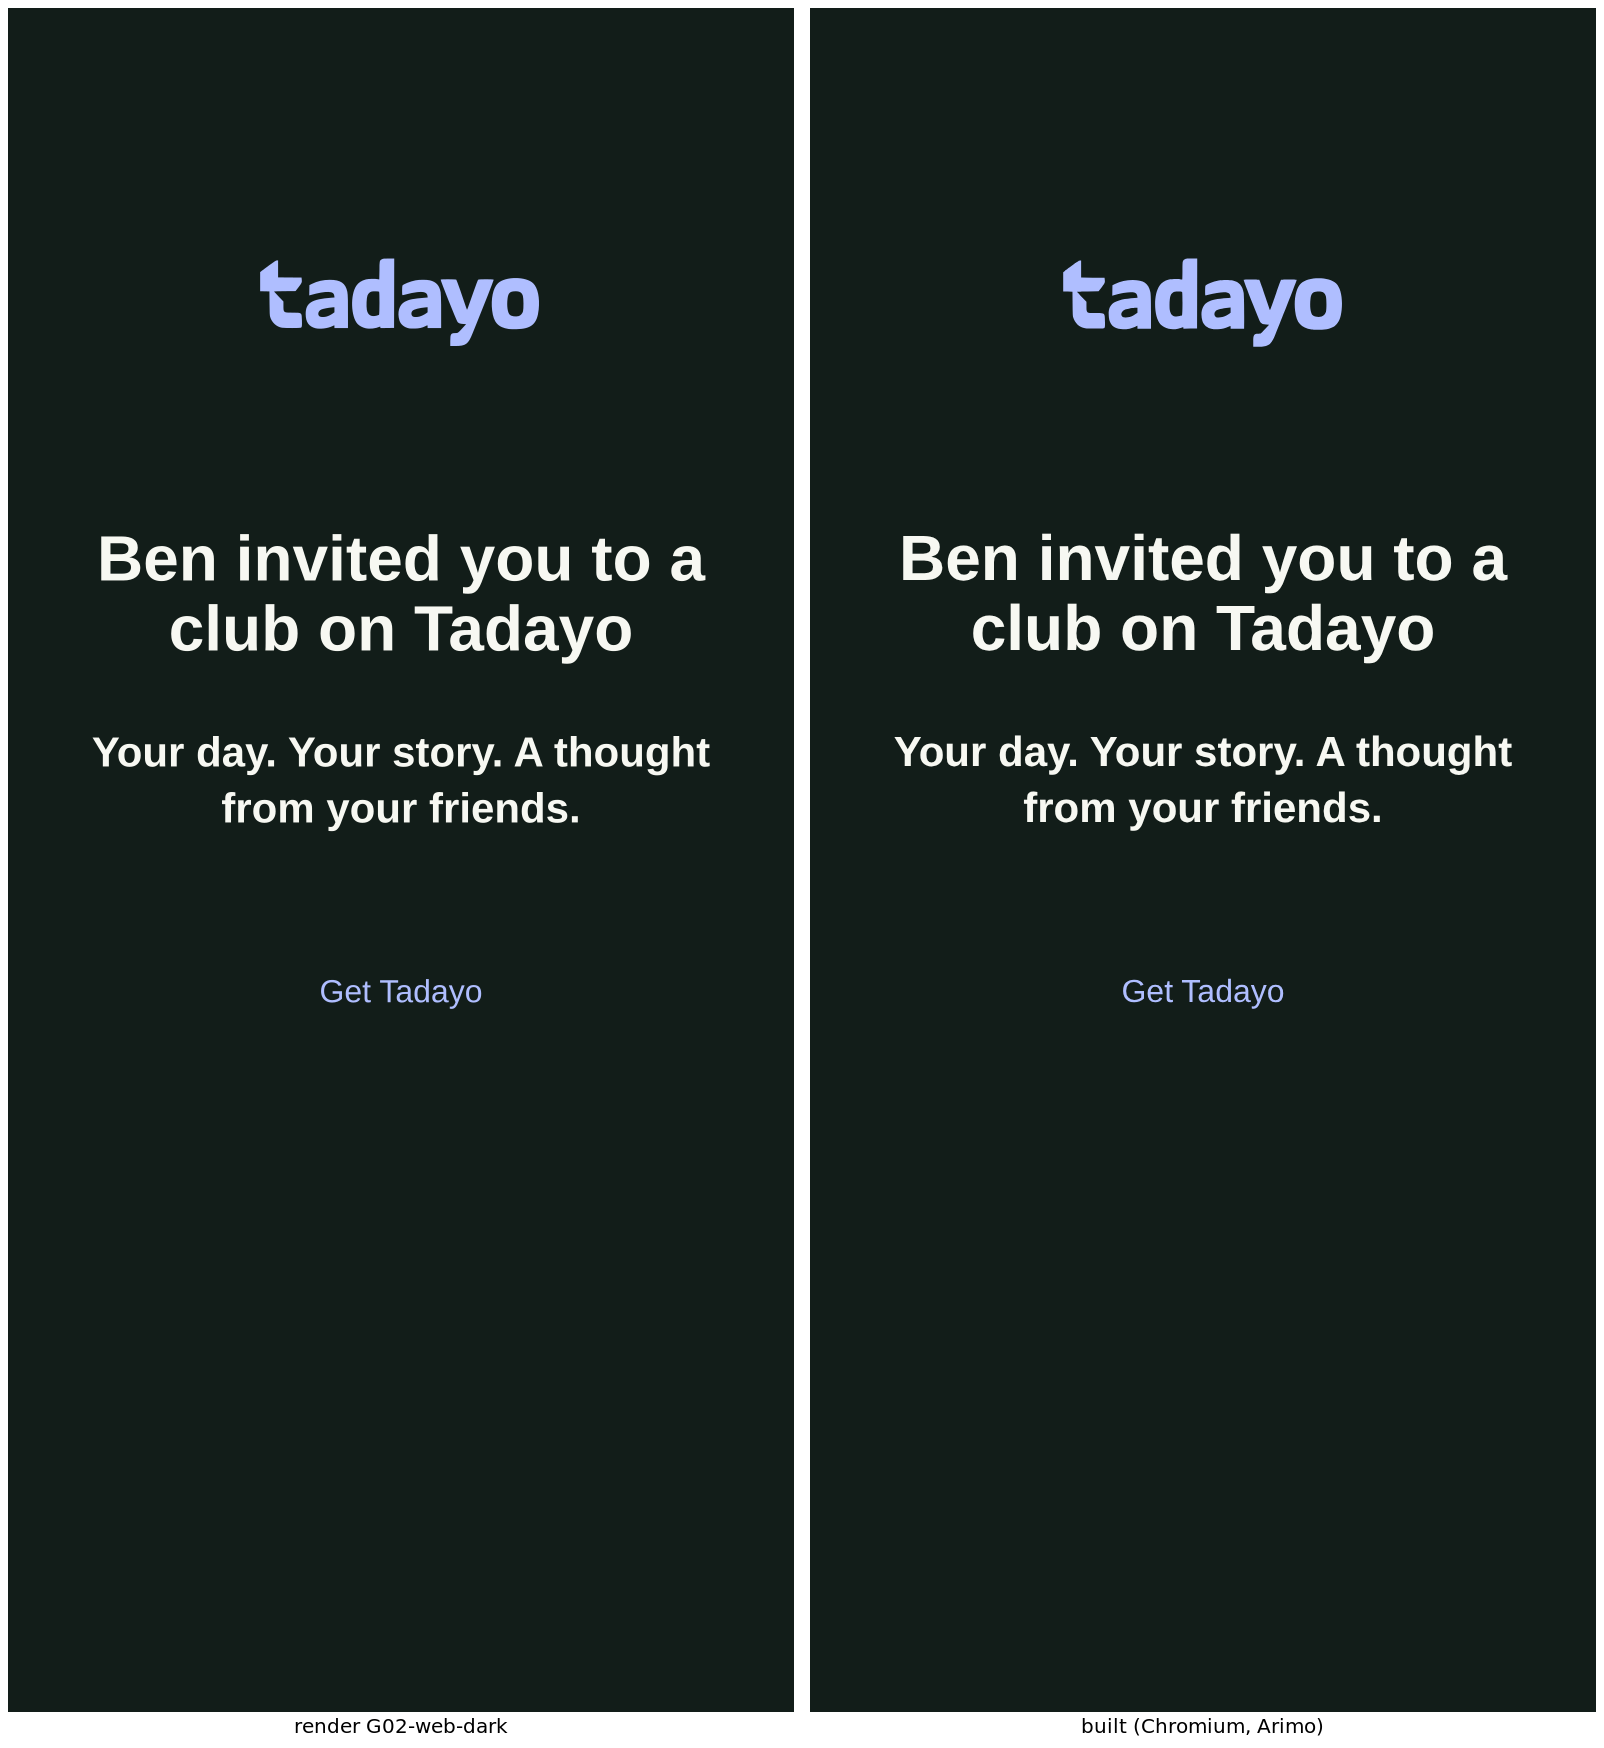 tadayo
Ben invited you to a
club on Tadayo
Your day. Your story. A thought
from your friends.
Get Tadayo
render G02-web-dark
tadayo
Ben invited you to a
club on Tadayo
Your day. Your story. A thought
from your friends.
Get Tadayo
built (Chromium, Arimo)